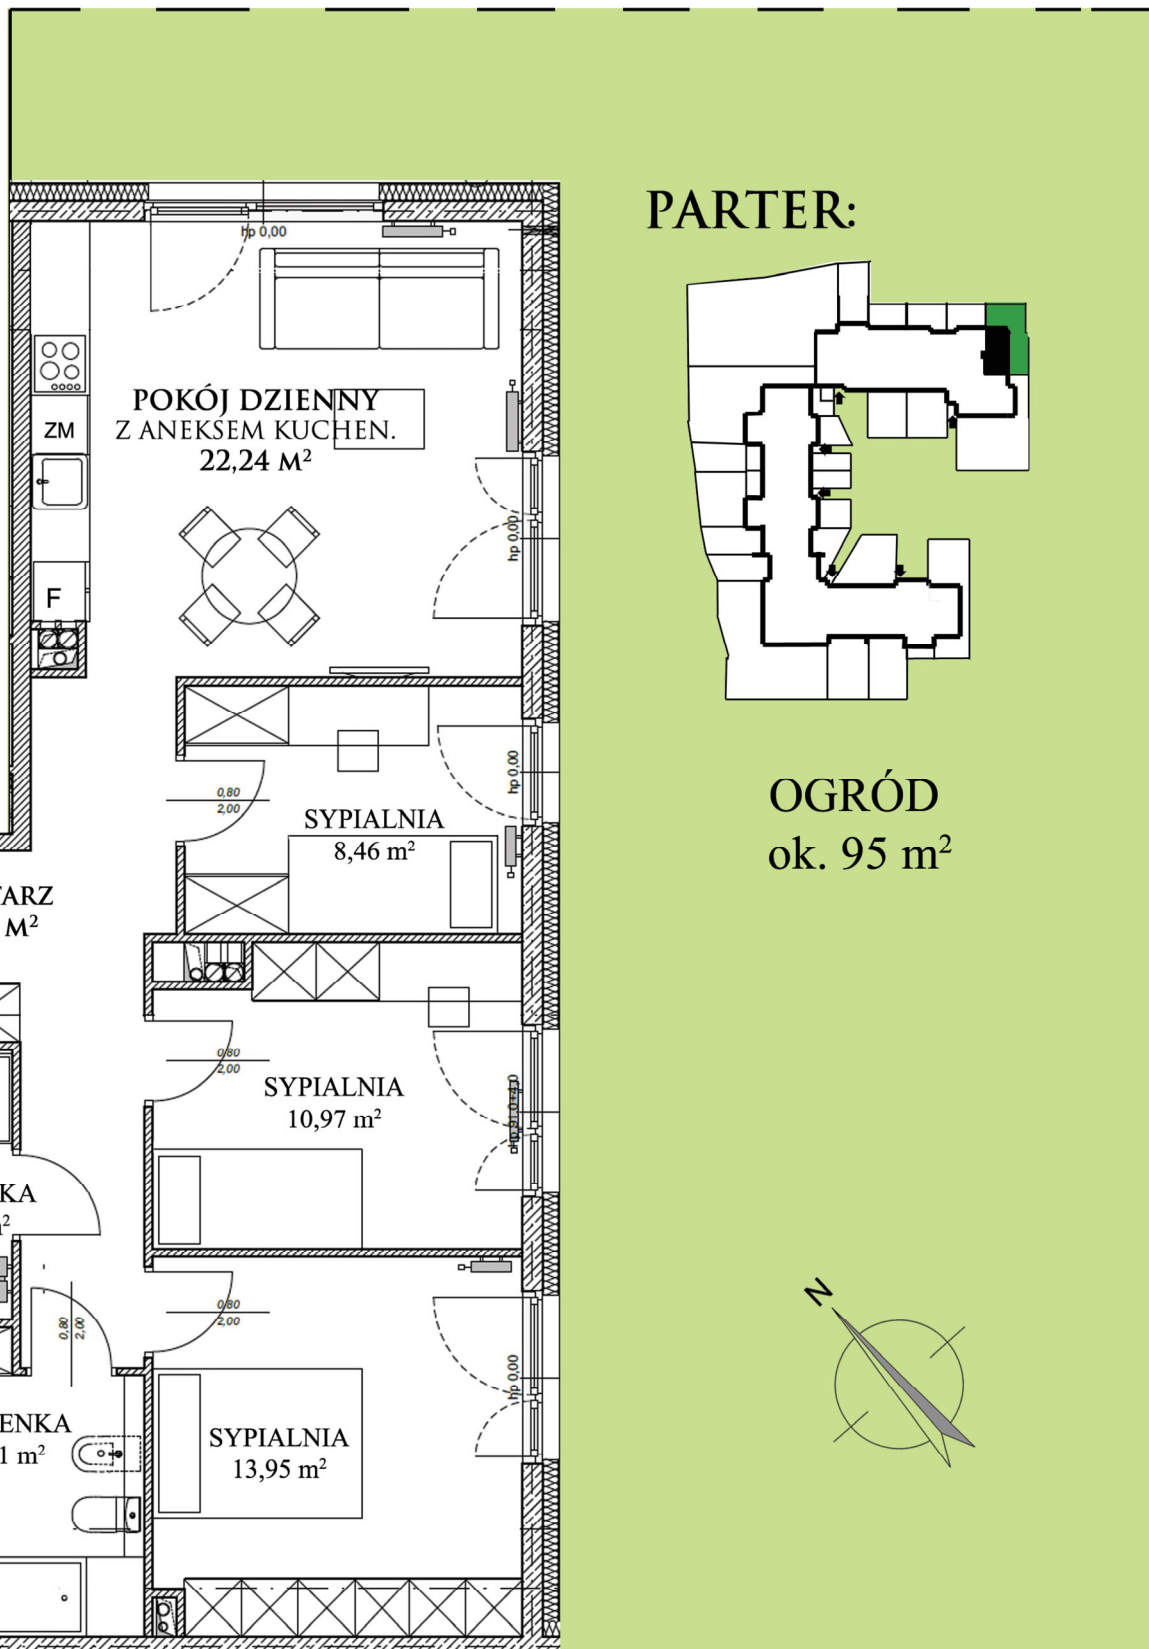 PARTER:
hp 0,00
POKÓJ DZIENNY
Z ANEKSEM KUCHEN.
22,24 M²
ZM
F
hp 0,00
hp 0,00
0,80
2,00
SYPIALNIA
8,46 m²
OGRÓD
ok. 95 m²
TARZ
M²
0,80
2,00
SYPIALNIA
10,97 m²
KA
m²
0,80
2,00
0,80
2,00
hp 0,00
SYPIALNIA
13,95 m²
ENKA
1 m²
N